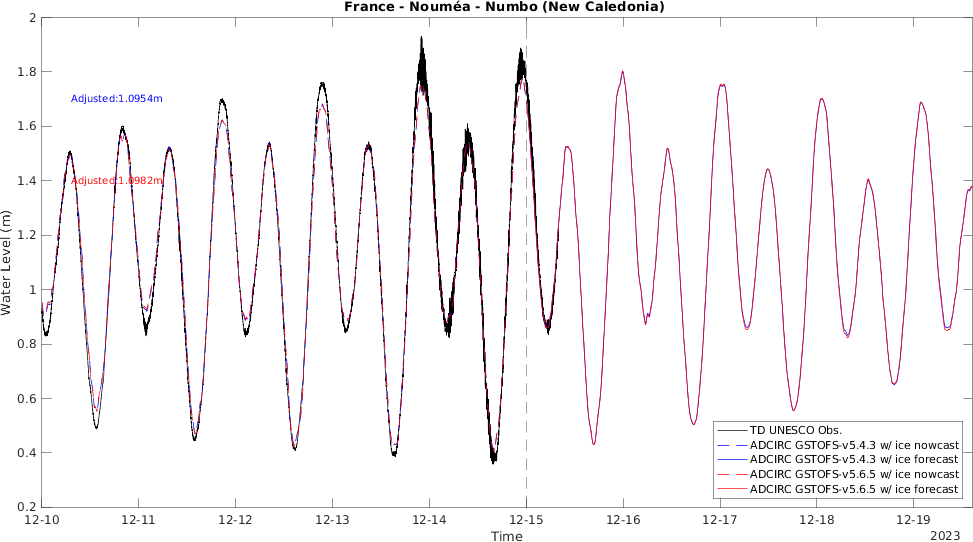 France - Nouméa - Numbo (New Caledonia)
2
1.8
1.6
1.4
1.2
1
0.8
0.6
0.4
0.2
Water Level (m)
Adjusted:1.0954m
Adjusted:1.0982m
TD UNESCO Obs.
ADCIRC GSTOFS-v5.4.3 w/ ice nowcast
ADCIRC GSTOFS-v5.4.3 w/ ice forecast
ADCIRC GSTOFS-v5.6.5 w/ ice nowcast
ADCIRC GSTOFS-v5.6.5 w/ ice forecast
12-10 12-11 12-12 12-13 12-14 12-15 12-16 12-17 12-18 12-19
Time
2023